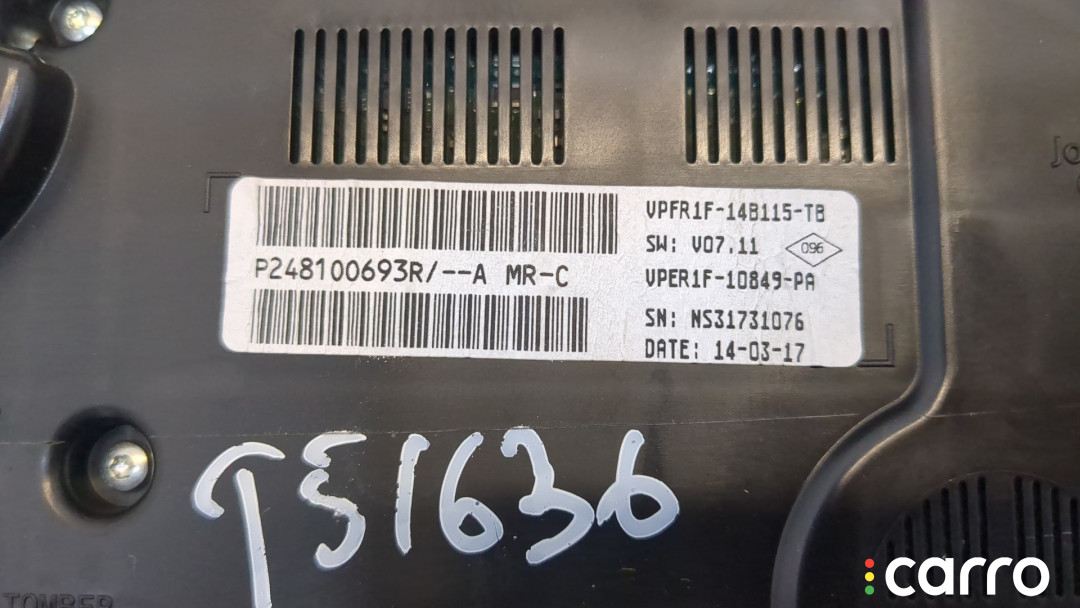 VPFR1F-14B115-TB
SW: V07.11
096
P248100693R/--A MR-C
VPER1F-10849-PA
SN: NS31731076
DATE: 14-03-17
TS1636
carro